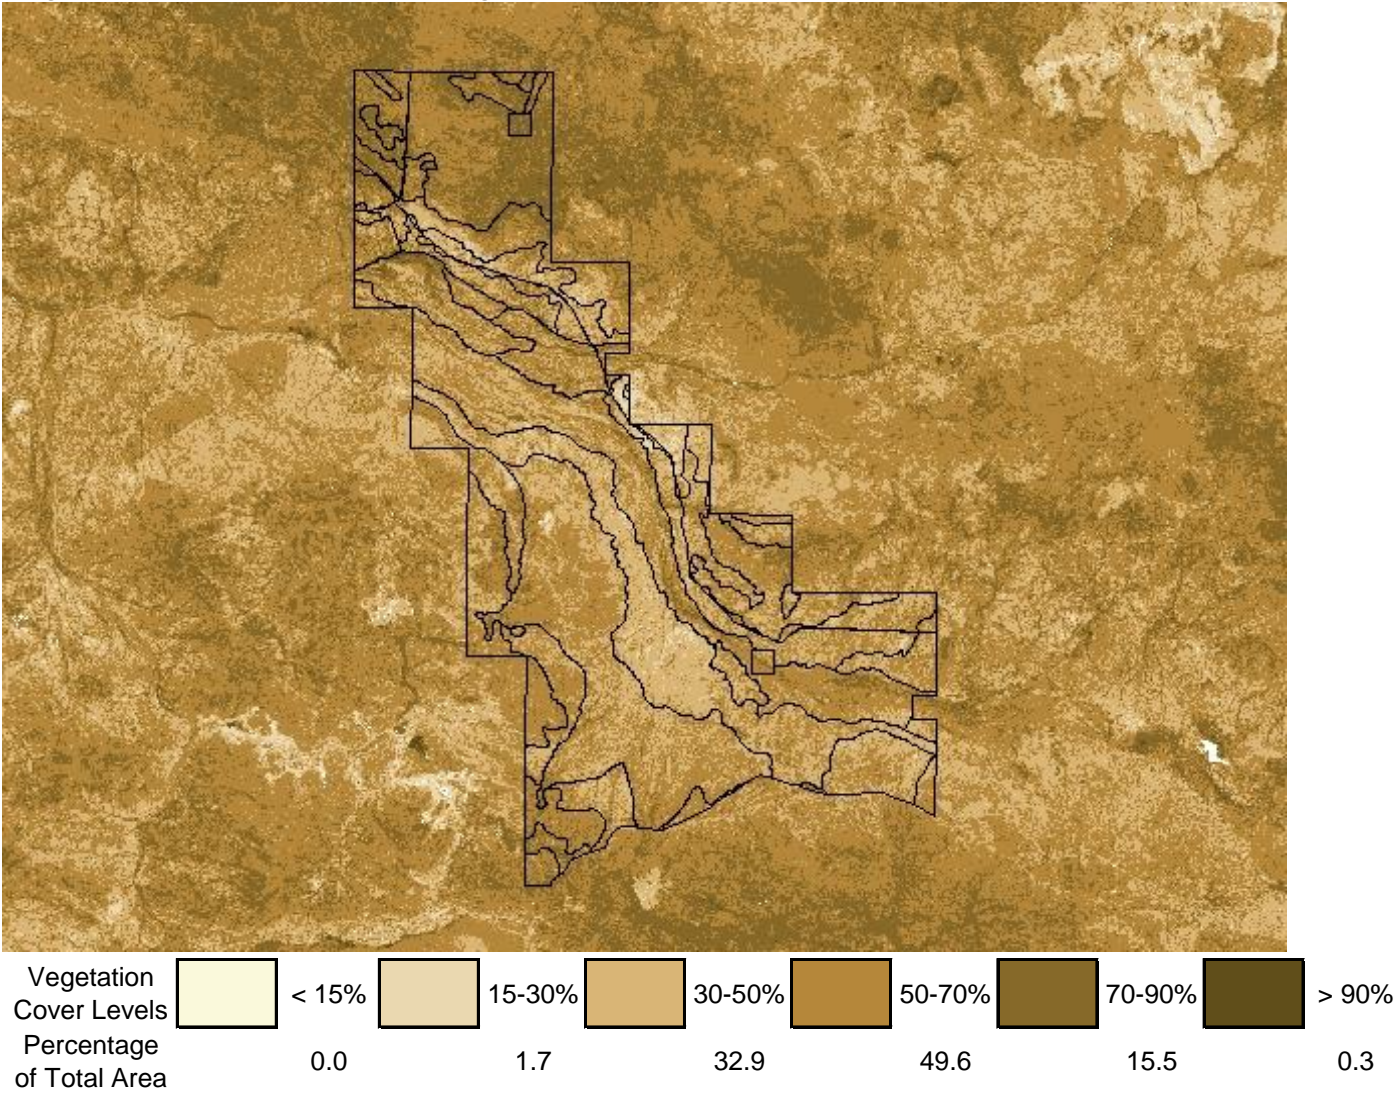 Vegetation Cover Levels
< 15% 15-30% 30-50% 50-70% 70-90% > 90%
Percentage of Total Area
0.0 1.7 32.9 49.6 15.5 0.3